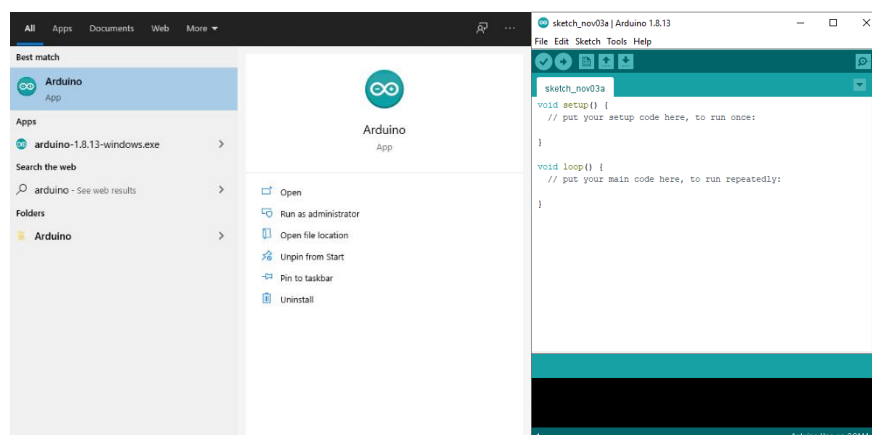 All Apps Documents Web More
Best match
Arduino
App
Apps
arduino-1.8.13-windows.exe
Search the web
arduino - See web results
Folders
Arduino
Arduino
App
Open
Run as administrator
Open file location
Unpin from Start
Pin to taskbar
Uninstall
sketch_nov03a | Arduino 1.8.13
File Edit Sketch Tools Help
sketch_nov03a
void setup() {
// put your setup code here, to run once:
}
void loop() {
// put your main code here, to run repeatedly:
}